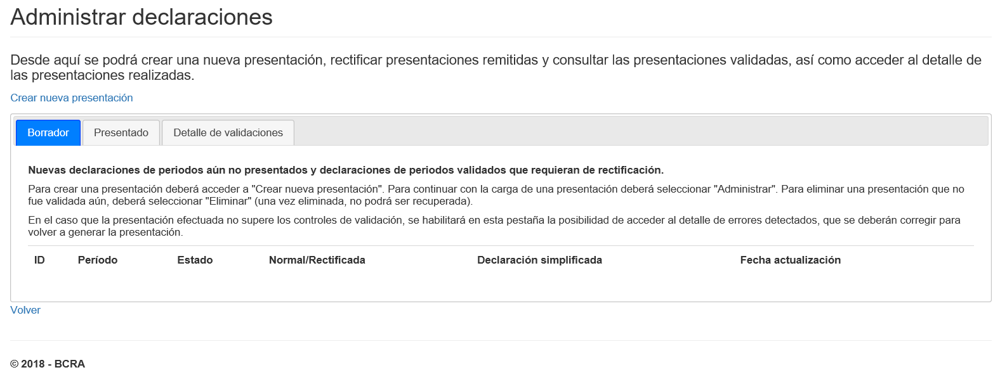 Administrar declaraciones
Desde aquí se podrá crear una nueva presentación, rectificar presentaciones remitidas y consultar las presentaciones validadas, así como acceder al detalle de
las presentaciones realizadas.
Crear nueva presentación
Borrador Presentado Detalle de validaciones
Nuevas declaraciones de periodos aún no presentados y declaraciones de periodos validados que requieran de rectificación.
Para crear una presentación deberá acceder a "Crear nueva presentación". Para continuar con la carga de una presentación deberá seleccionar "Administrar". Para eliminar una presentación que no
fue validada aún, deberá seleccionar "Eliminar" (una vez eliminada, no podrá ser recuperada).
En el caso que la presentación efectuada no supere los controles de validación, se habilitará en esta pestaña la posibilidad de acceder al detalle de errores detectados, que se deberán corregir para
volver a generar la presentación.
ID Período Estado Normal/Rectificada Declaración simplificada Fecha actualización
Volver
© 2018 - BCRA